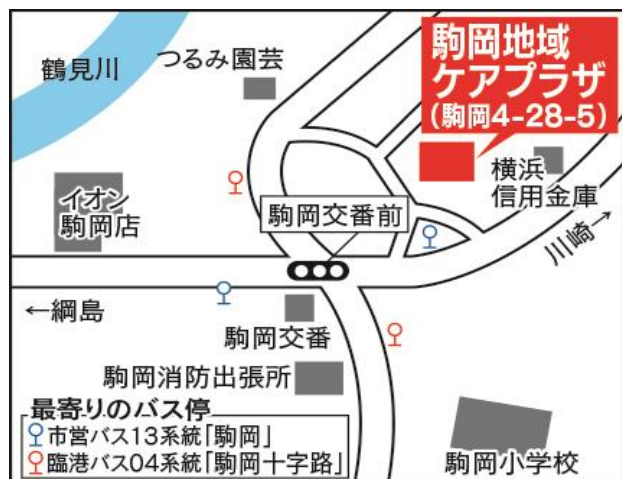 鶴見川
つるみ園芸
駒岡地域
ケアプラザ
(駒岡4-28-5)
横浜
信用金庫
イオン
駒岡店
駒岡交番前
川崎→
←綱島
駒岡交番
駒岡消防出張所
最寄りのバス停
市営バス13系統「駒岡」
臨港バス04系統「駒岡十字路」
駒岡小学校